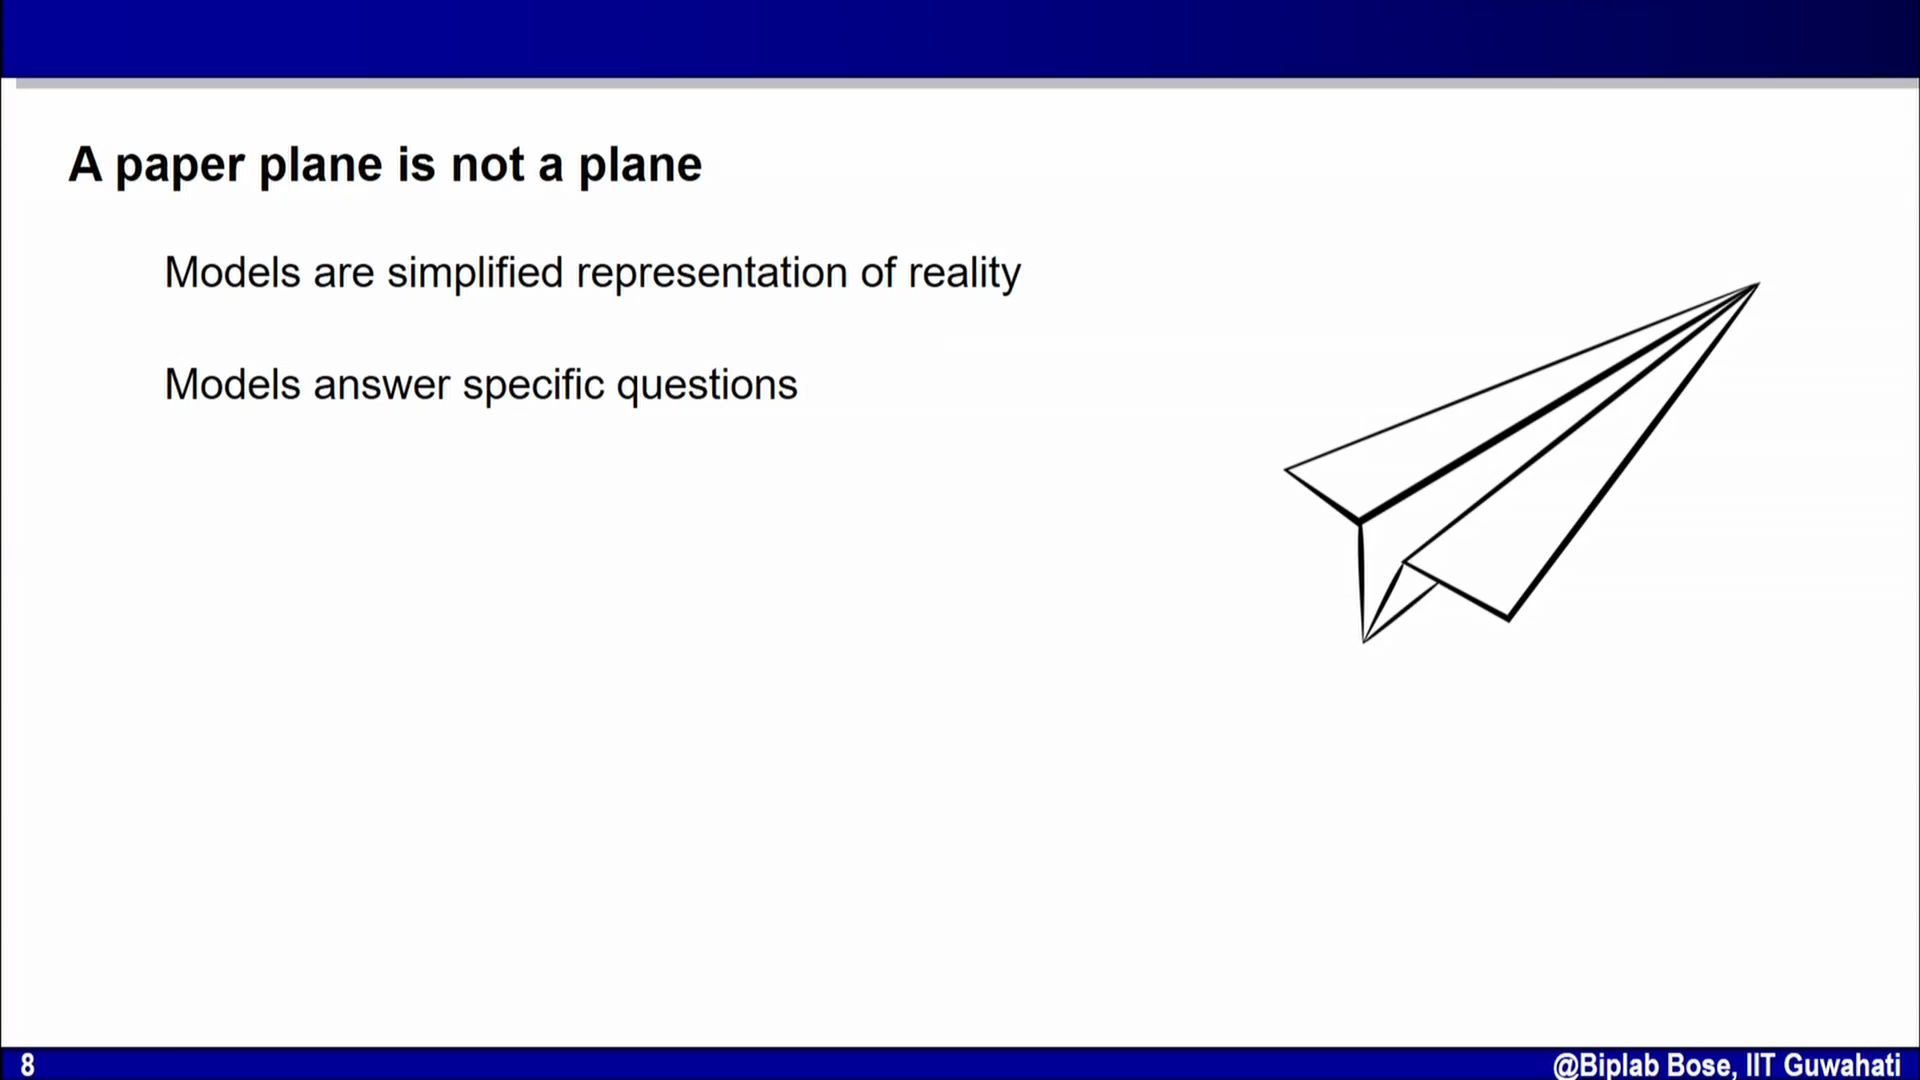 A paper plane is not a plane
Models are simplified representation of reality
Models answer specific questions
8
@Biplab Bose, IIT Guwahati